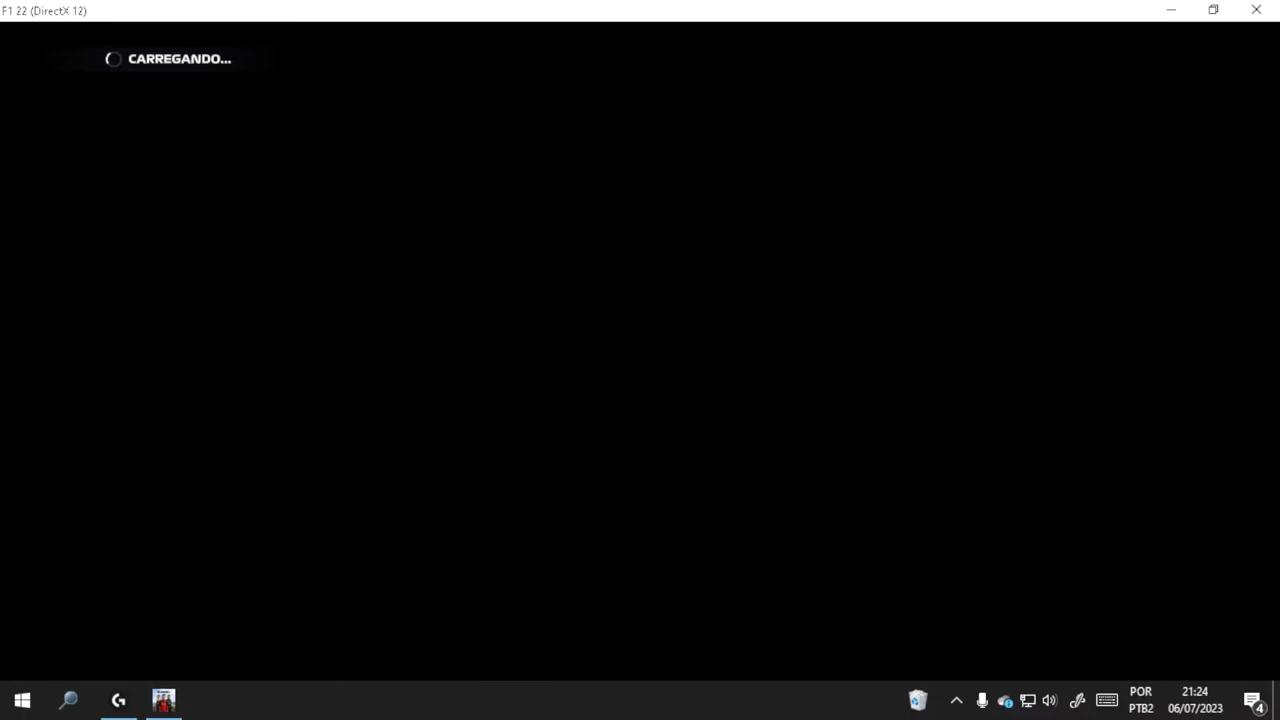 F1 22 (DirectX 12)
CARREGANDO...
POR
PTB2
21:24
06/07/2023
4